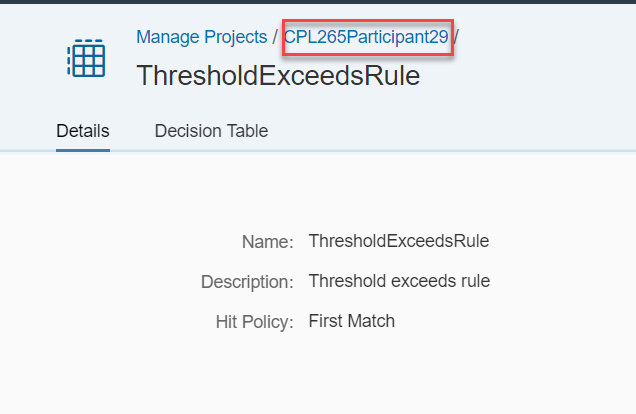 Manage Projects / CPL265Participant29 /
ThresholdExceedsRule
Details Decision Table
Name: ThresholdExceedsRule
Description: Threshold exceeds rule
Hit Policy: First Match